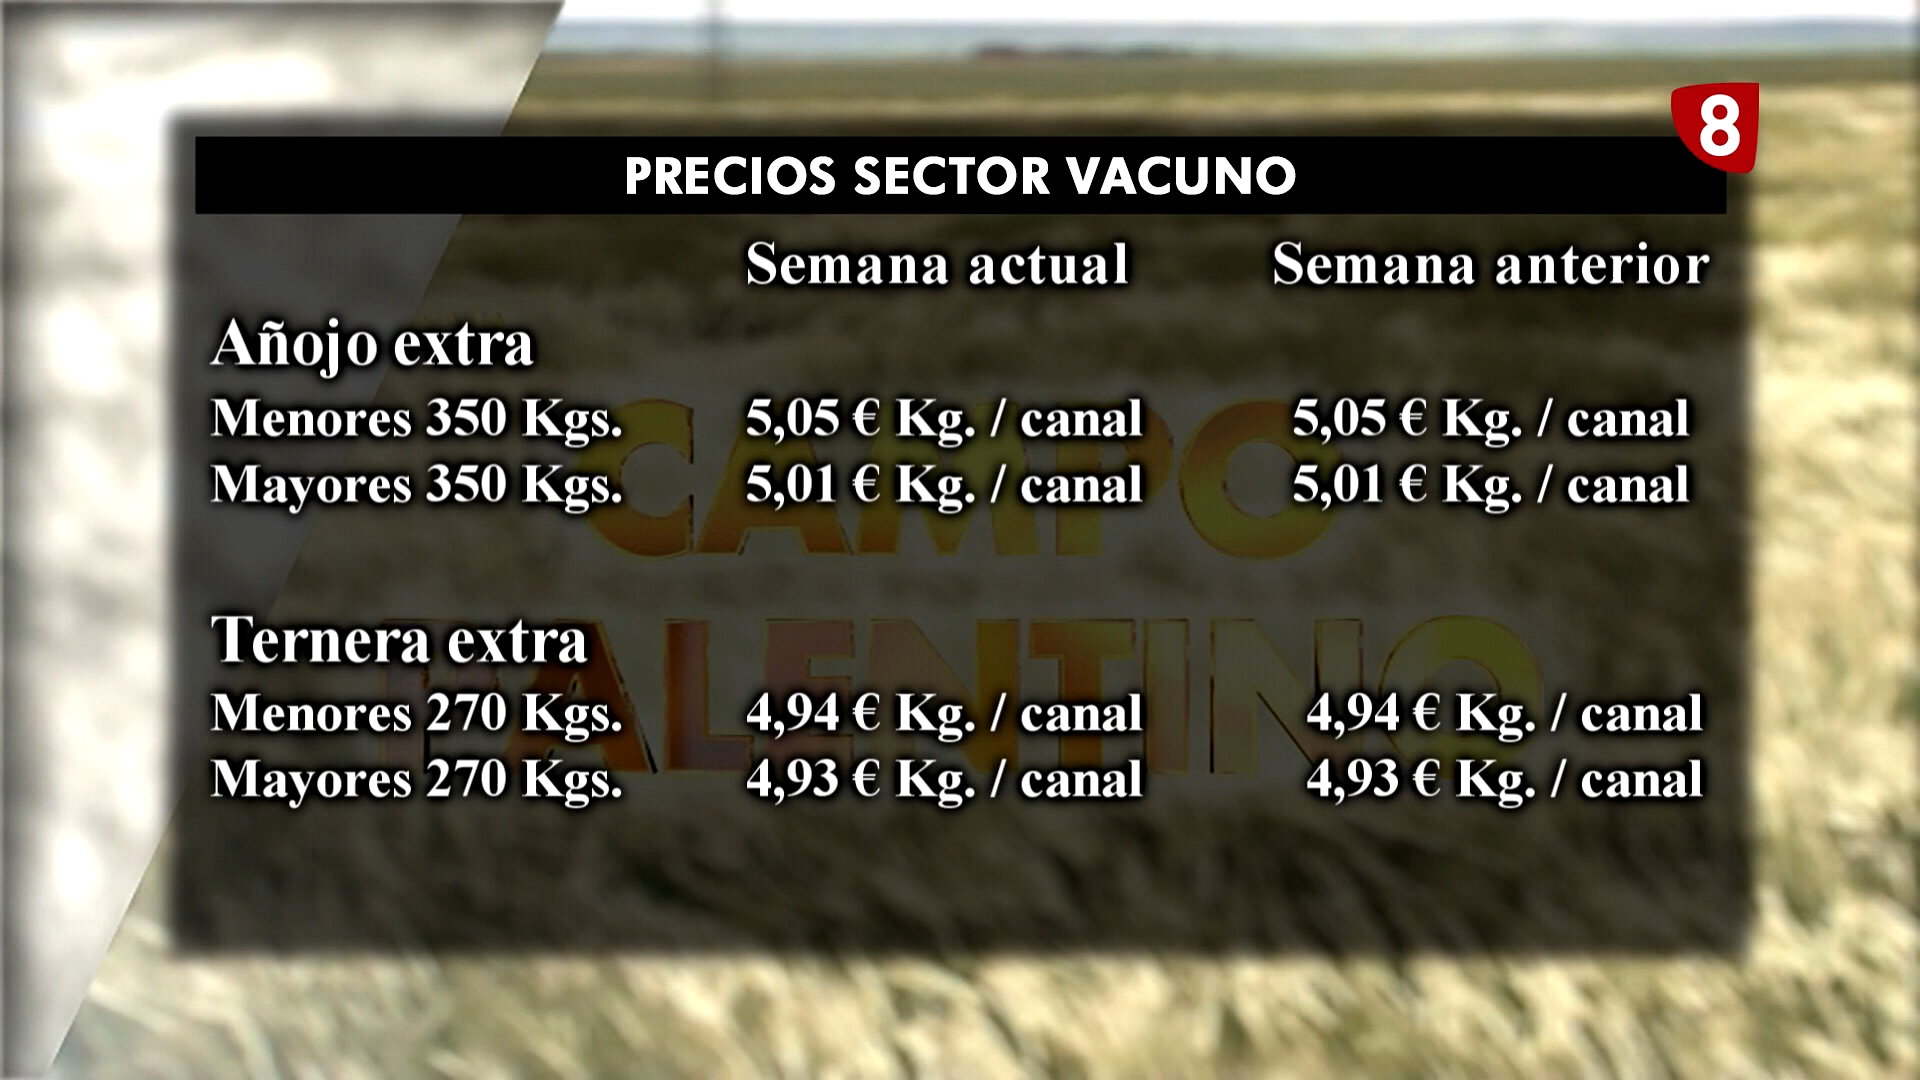 8
PRECIOS SECTOR VACUNO
Semana actual Semana anterior
Añojo extra
Menores 350 Kgs. 5,05 € Kg. / canal 5,05 € Kg. / canal
Mayores 350 Kgs. 5,01 € Kg. / canal 5,01 € Kg. / canal
CAMPO
Ternera extra
PALENTINO
Menores 270 Kgs. 4,94 € Kg. / canal 4,94 € Kg. / canal
Mayores 270 Kgs. 4,93 € Kg. / canal 4,93 € Kg. / canal